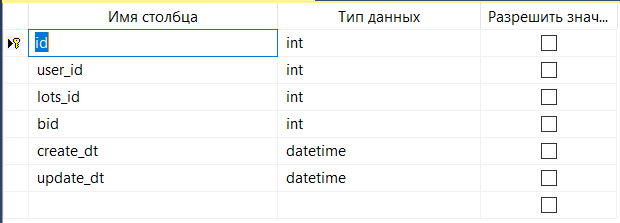 Имя столбца Тип данных Разрешить знач...
id int
user_id int
lots_id int
bid int
create_dt datetime
update_dt datetime